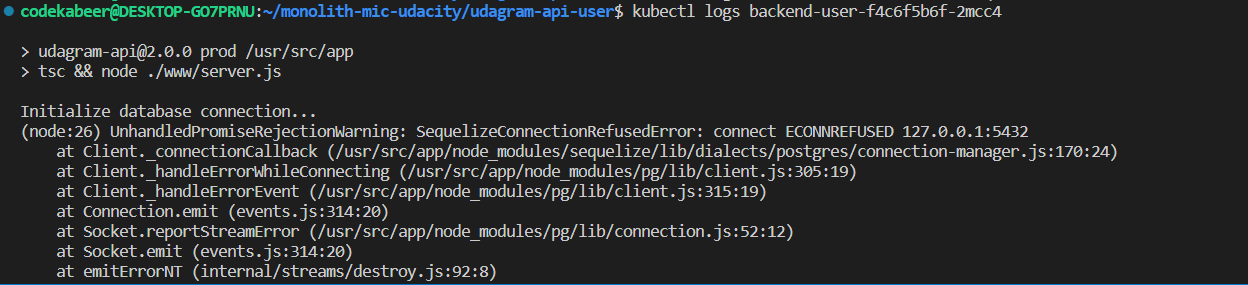 codekabeer@DESKTOP-GO7PRNU:~/monolith-mic-udacity/udagram-api-user$ kubectl logs backend-user-f4c6f5b6f-2mcc4
> udagram-api@2.0.0 prod /usr/src/app
> tsc && node ./www/server.js
Initialize database connection...
(node:26) UnhandledPromiseRejectionWarning: SequelizeConnectionRefusedError: connect ECONNREFUSED 127.0.0.1:5432
    at Client._connectionCallback (/usr/src/app/node_modules/sequelize/lib/dialects/postgres/connection-manager.js:170:24)
    at Client._handleErrorWhileConnecting (/usr/src/app/node_modules/pg/lib/client.js:305:19)
    at Client._handleErrorEvent (/usr/src/app/node_modules/pg/lib/client.js:315:19)
    at Connection.emit (events.js:314:20)
    at Socket.reportStreamError (/usr/src/app/node_modules/pg/lib/connection.js:52:12)
    at Socket.emit (events.js:314:20)
    at emitErrorNT (internal/streams/destroy.js:92:8)